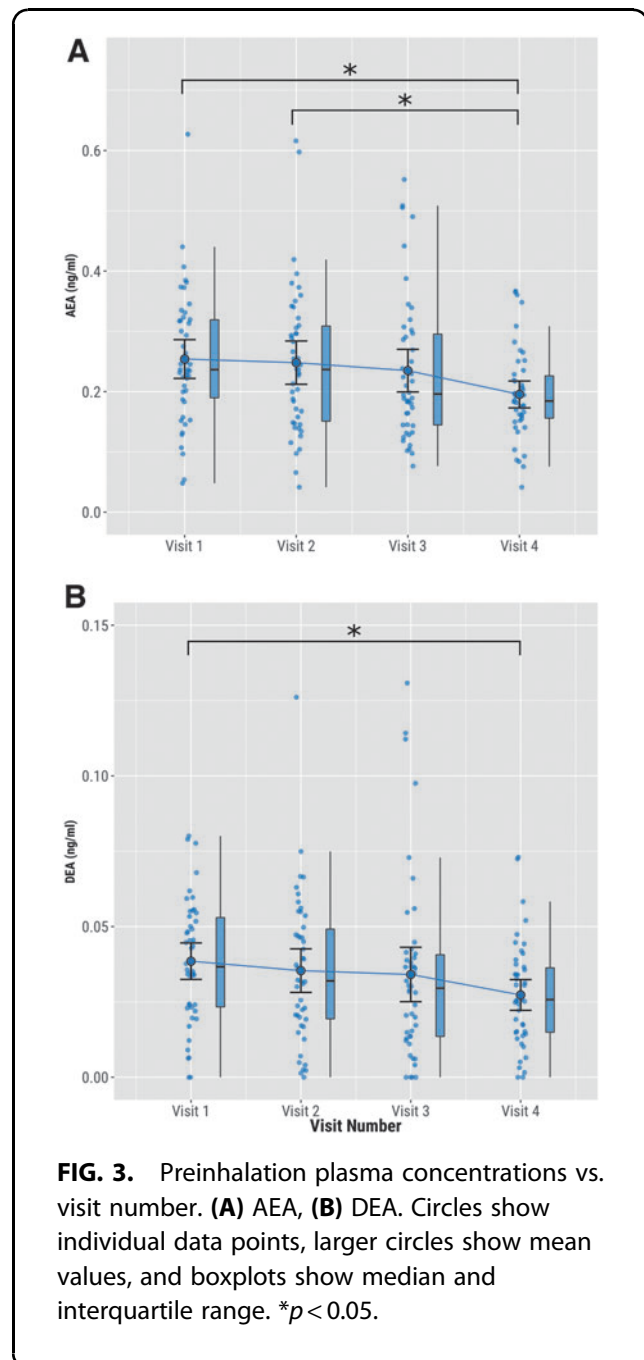 A
*
*
0.6
0.4
0.2
0.0
AEA (ng/ml)
Visit 1 Visit 2 Visit 3 Visit 4
B
*
0.15
0.10
0.05
0.00
DEA (ng/ml)
Visit 1 Visit 2 Visit 3 Visit 4
Visit Number
FIG. 3. Preinhalation plasma concentrations vs.
visit number. (A) AEA, (B) DEA. Circles show
individual data points, larger circles show mean
values, and boxplots show median and
interquartile range. *p < 0.05.